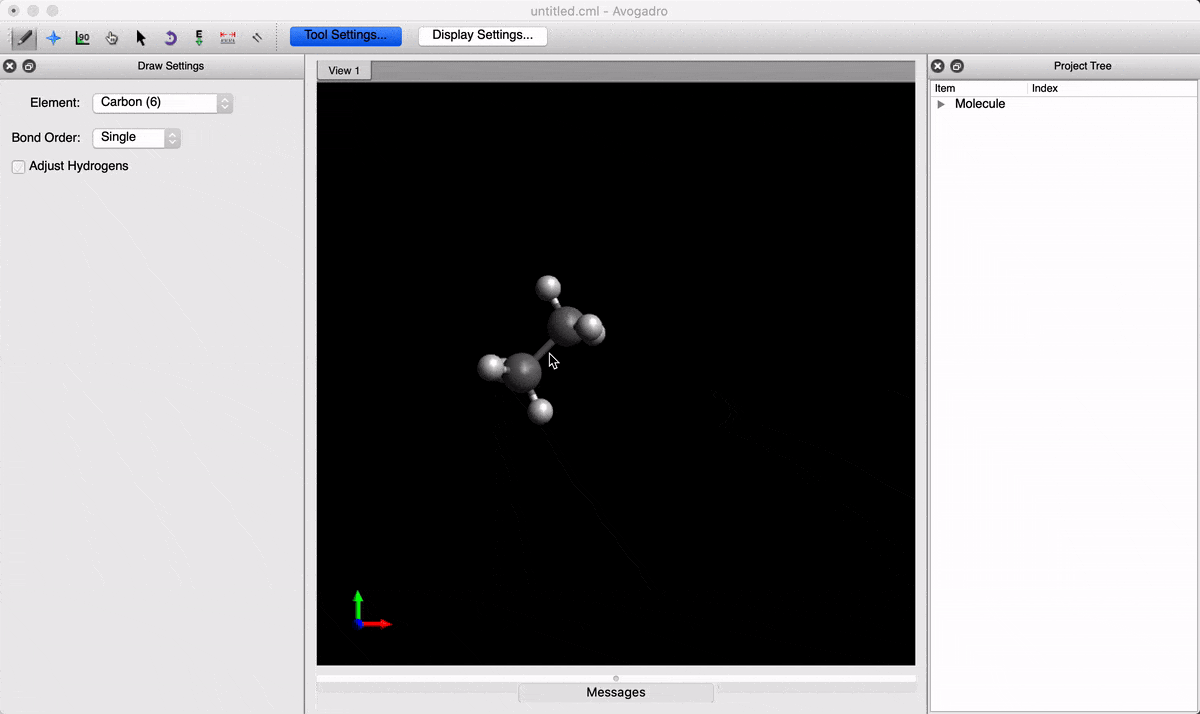 untitled.cml - Avogadro
90
E
Tool Settings...
Display Settings...
Draw Settings
View 1
Project Tree
Item
Index
Molecule
Element:
Carbon (6)
Bond Order:
Single
Adjust Hydrogens
Messages